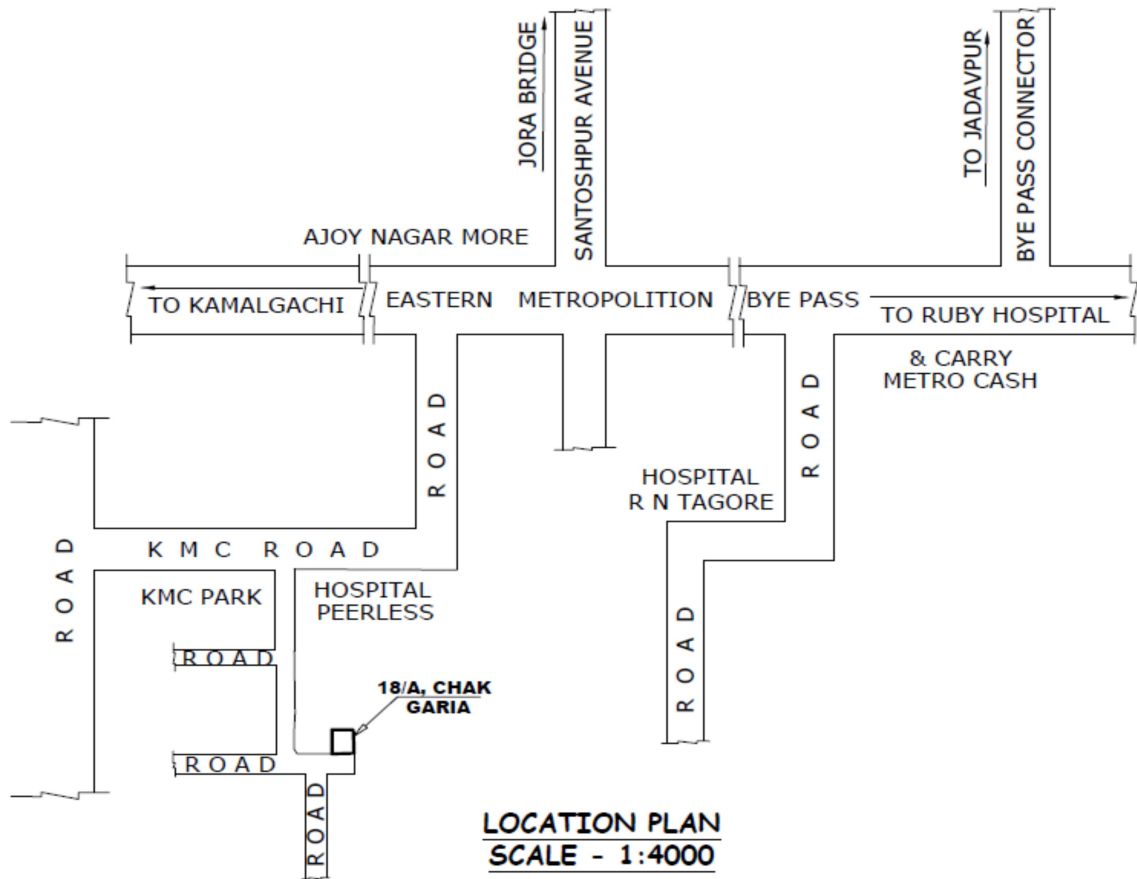 JORA BRIDGE
SANTOSHPUR AVENUE
TO JADAVPUR
BYE PASS CONNECTOR
AJOY NAGAR MORE
TO KAMALGACHI
EASTERN METROPOLITION BYE PASS
TO RUBY HOSPITAL
& CARRY
METRO CASH
ROAD
ROAD
HOSPITAL
R N TAGORE
ROAD
KMC ROAD
KMC PARK
HOSPITAL
PEERLESS
ROAD
ROAD
18/A, CHAK
GARIA
ROAD
ROAD
LOCATION PLAN
SCALE - 1:4000